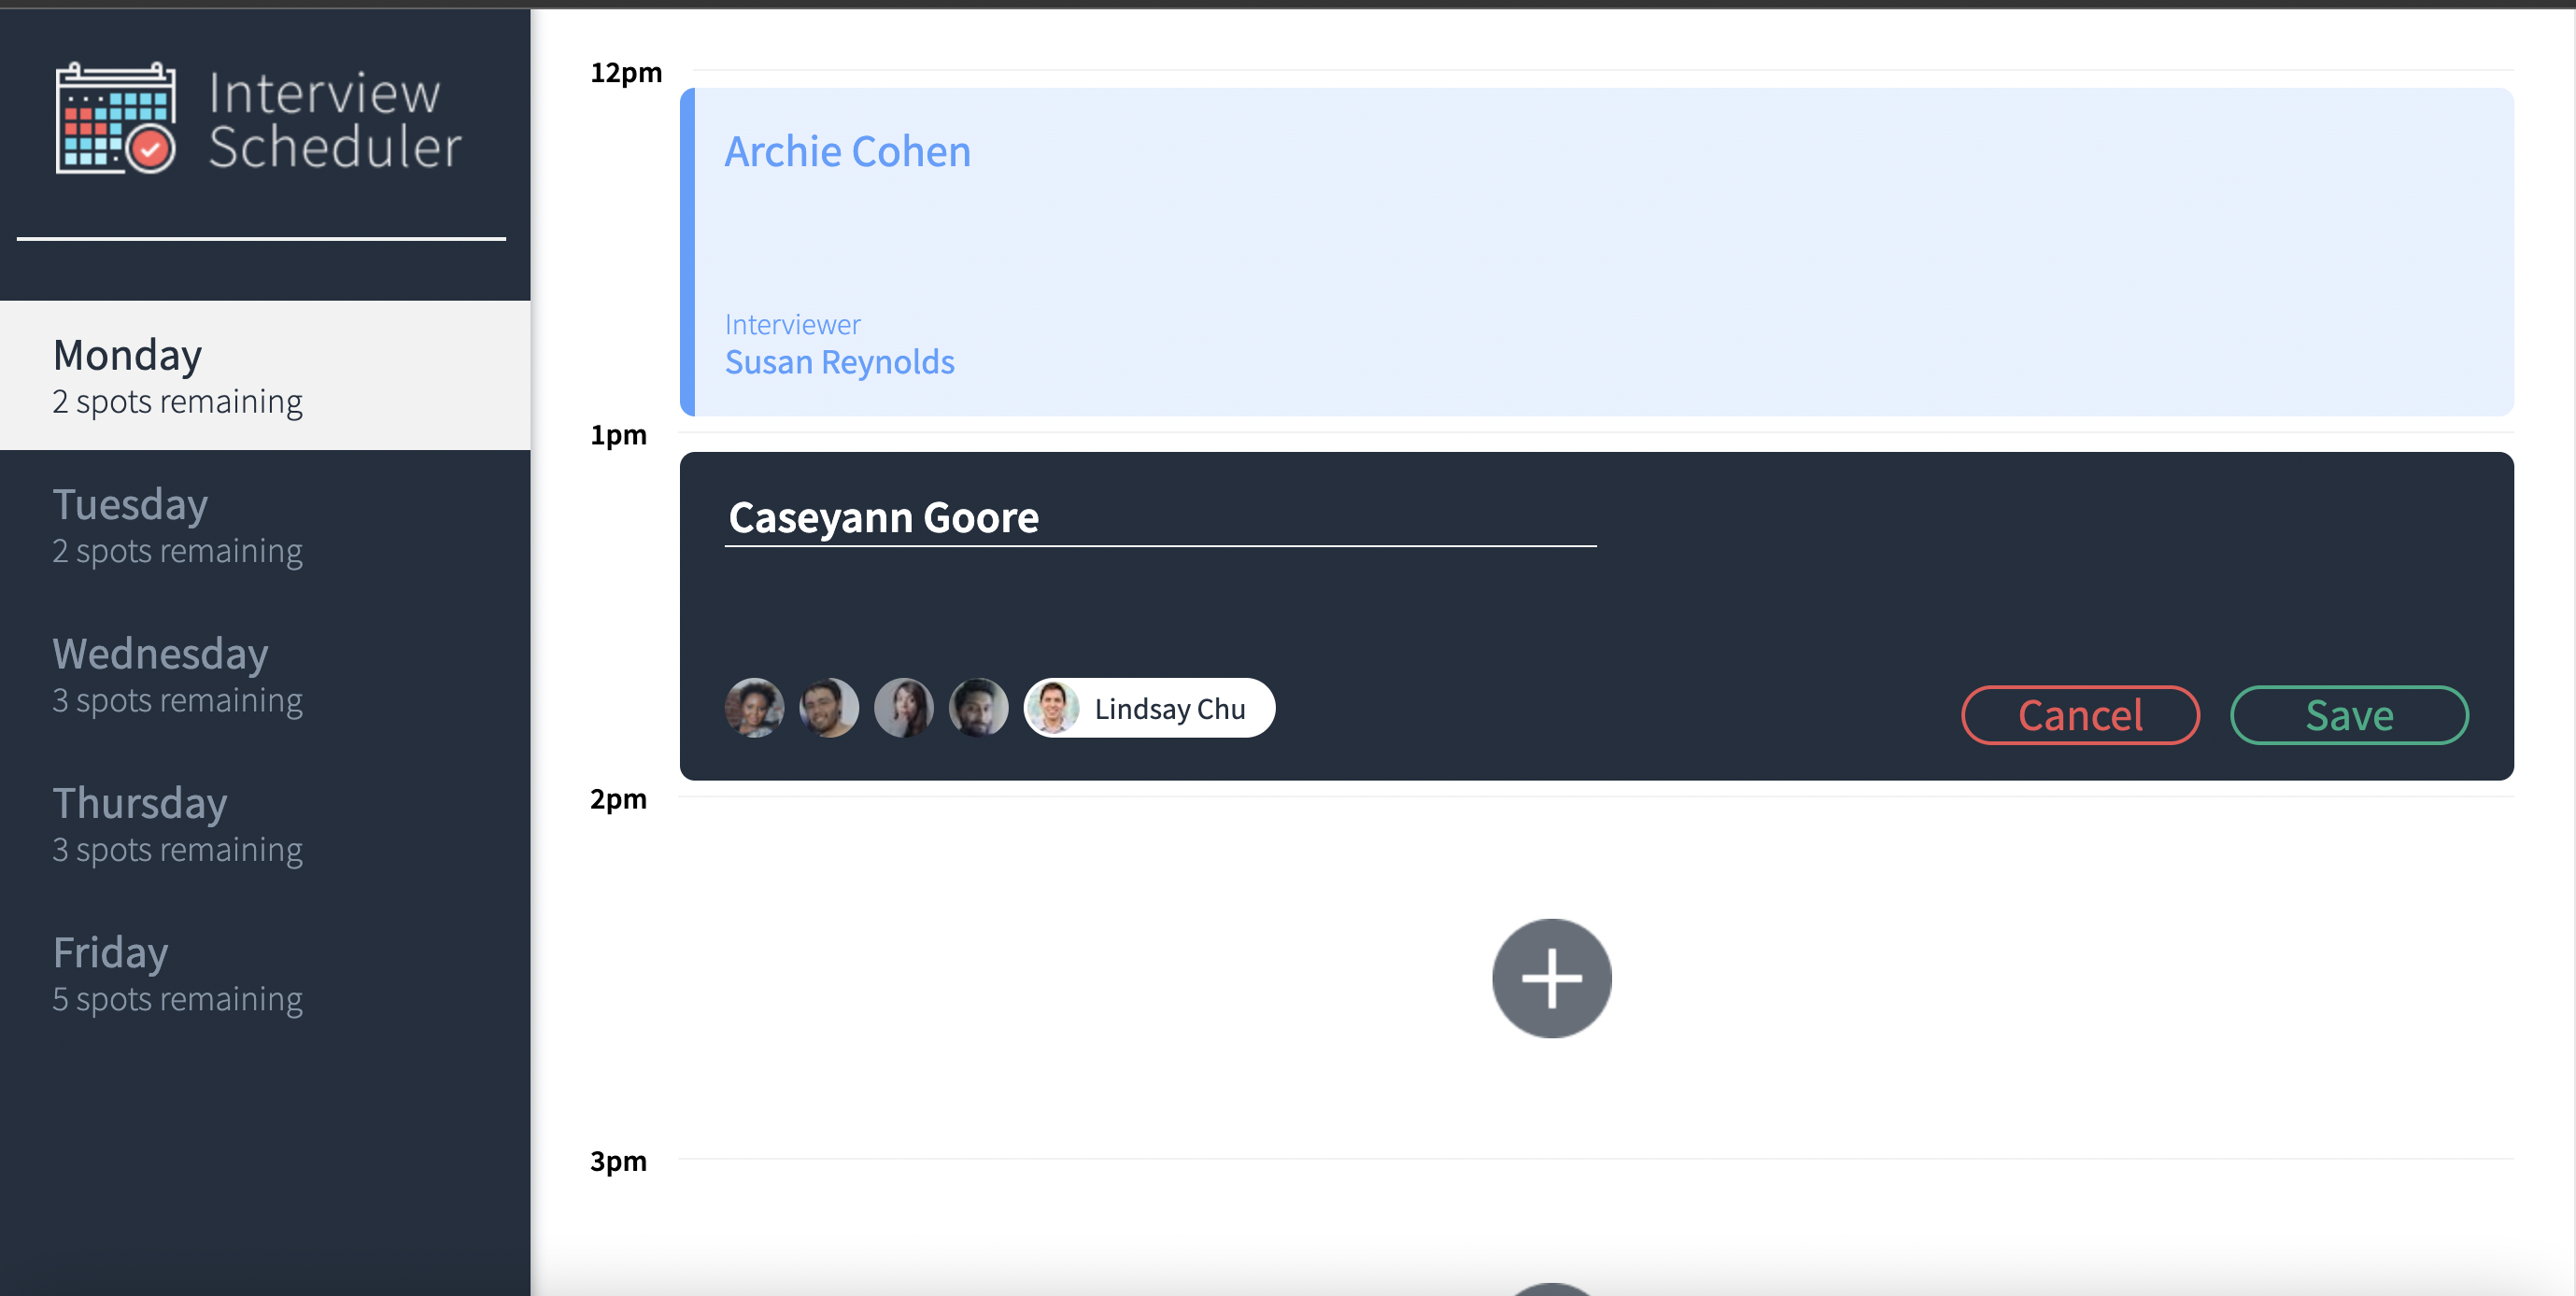 Interview
Scheduler
Monday
2 spots remaining
Tuesday
2 spots remaining
Wednesday
3 spots remaining
Thursday
3 spots remaining
Friday
5 spots remaining
12pm
Archie Cohen
Interviewer
Susan Reynolds
1pm
Caseyann Goore
Lindsay Chu
Cancel
Save
2pm
3pm